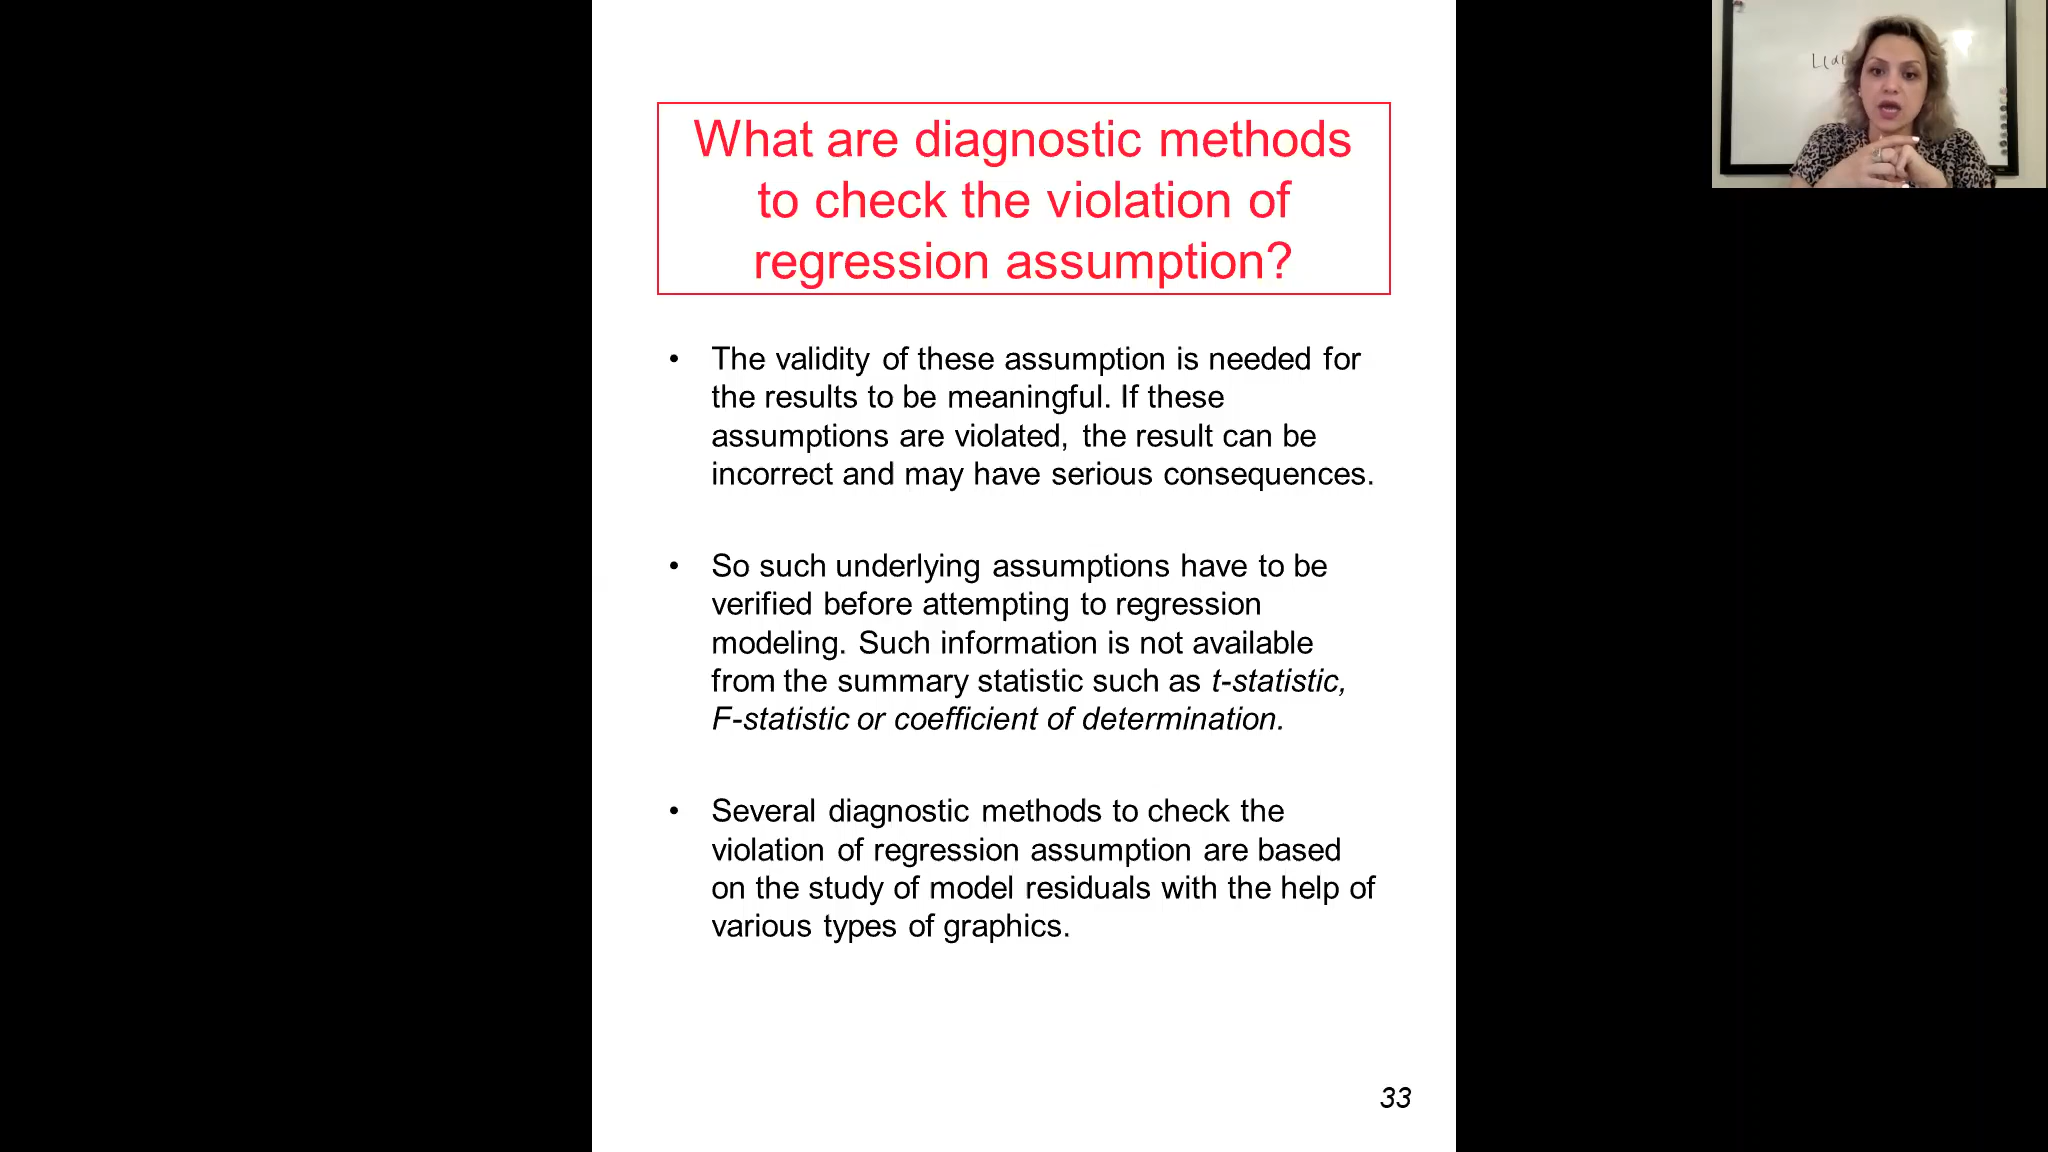 What are diagnostic methods
to check the violation of
regression assumption?
• The validity of these assumption is needed for
the results to be meaningful. If these
assumptions are violated, the result can be
incorrect and may have serious consequences.
• So such underlying assumptions have to be
verified before attempting to regression
modeling. Such information is not available
from the summary statistic such as t-statistic,
F-statistic or coefficient of determination.
• Several diagnostic methods to check the
violation of regression assumption are based
on the study of model residuals with the help of
various types of graphics.
33